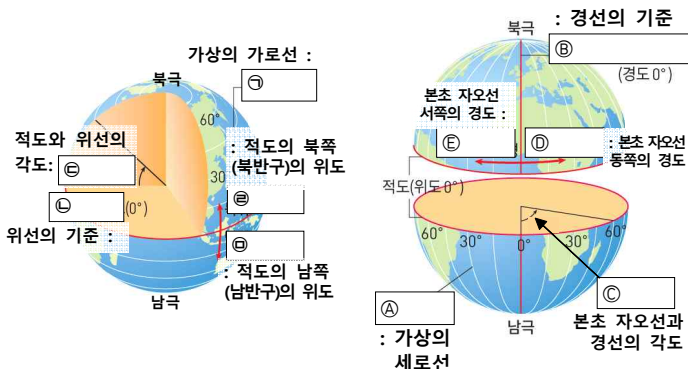 가상의 가로선 :
㉠
북극
60°
적도와 위선의
각도:
㉢
30
: 적도의 북쪽
(북반구)의 위도
㉡
(0°)
㉣
위선의 기준 :
㉤
: 적도의 남쪽
(남반구)의 위도
남극
: 경선의 기준
북극
Ⓑ
(경도 0°)
본초 자오선
서쪽의 경도 :
Ⓔ
Ⓓ
: 본초 자오선
동쪽의 경도
적도(위도 0°)
60°
30°
0°
30°
60°
Ⓐ
: 가상의
세로선
남극
Ⓒ
본초 자오선과
경선의 각도